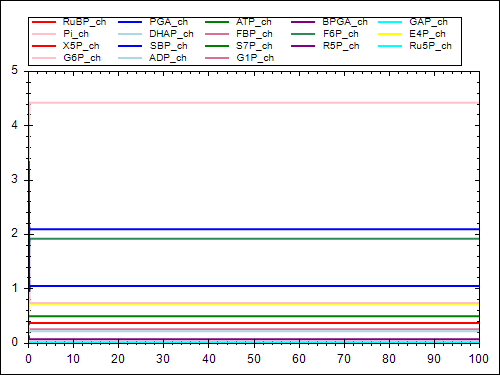 RuBP_ch PGA_ch ATP_ch BPGA_ch GAP_ch
Pi_ch DHAP_ch FBP_ch F6P_ch E4P_ch
X5P_ch SBP_ch S7P_ch R5P_ch Ru5P_ch
G6P_ch ADP_ch G1P_ch
5
4
3
2
1
0
0 10 20 30 40 50 60 70 80 90 100